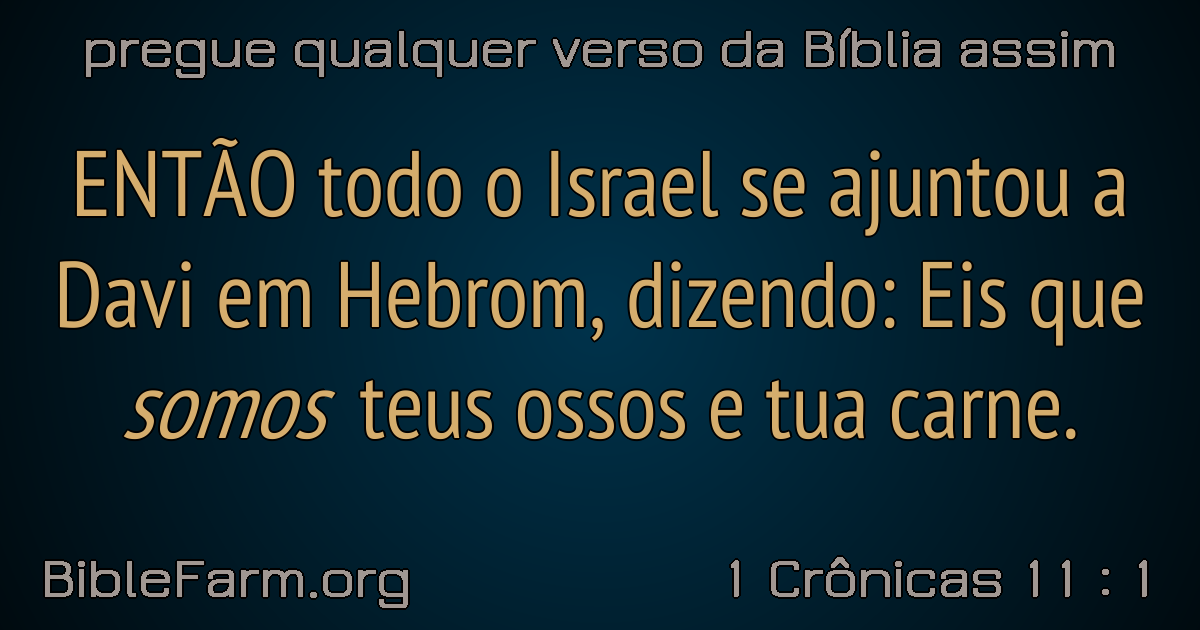 pregue qualquer verso da Bíblia assim
ENTÃO todo o Israel se ajuntou a
Davi em Hebrom, dizendo: Eis que
somos teus ossos e tua carne.
BibleFarm.org
1 Crônicas 11 : 1